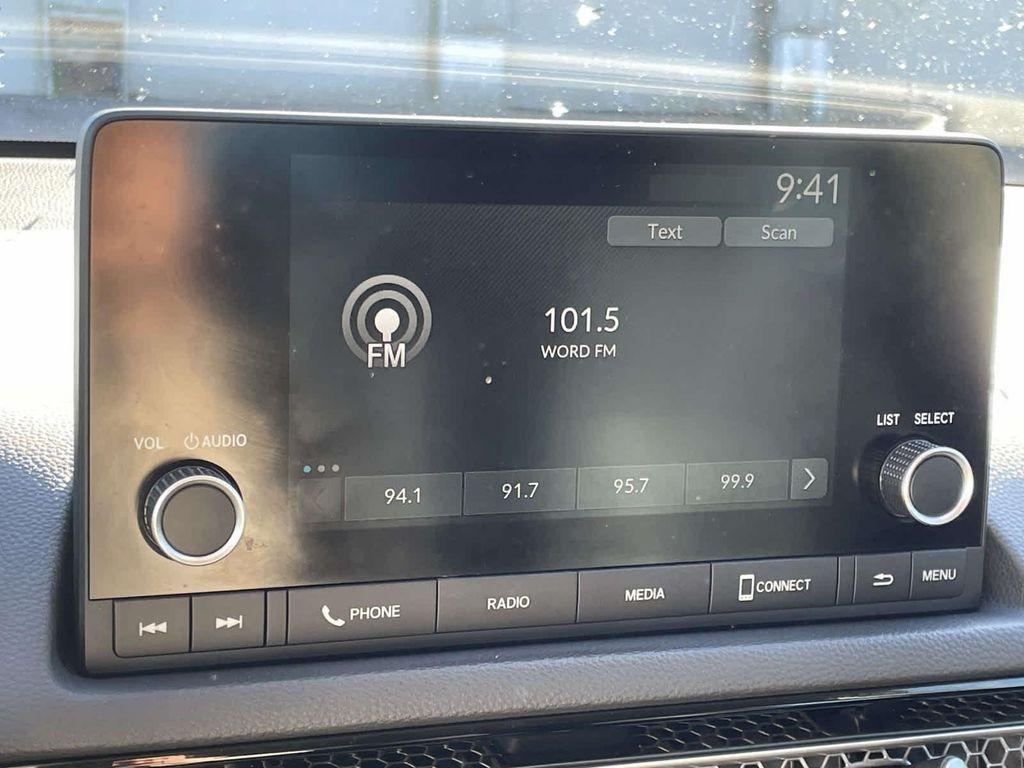 9:41
Text Scan
101.5
FM
WORD FM
LIST SELECT
VOL AUDIO
94.1 91.7 95.7 99.9
PHONE RADIO MEDIA CONNECT MENU